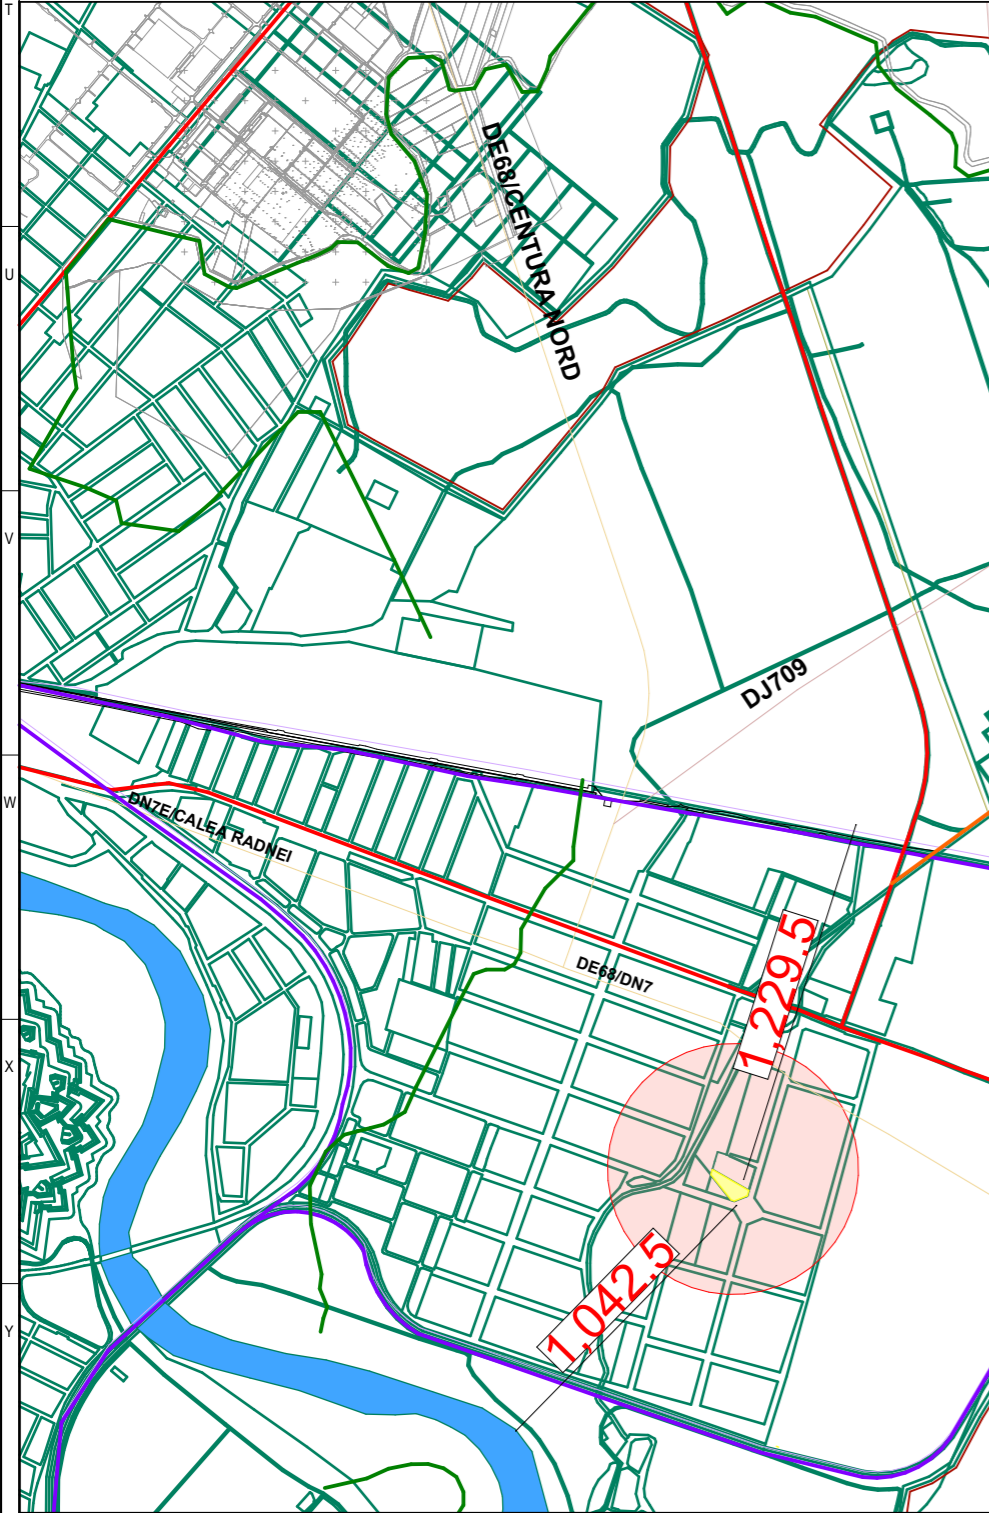 T
DE68/CENTURA NORD
U
V
DJ709
W
DN7E/CALEA RADNEI
1,229.5
DE68/DN7
X
1,042.5
Y